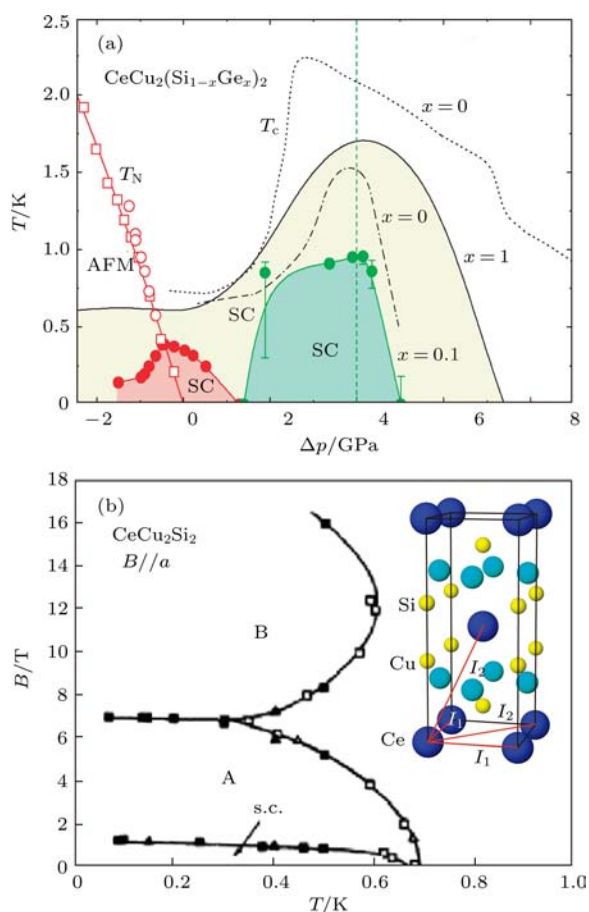 (a)
CeCu2(Si1−xGex)2
2.5
2.0
1.5
1.0
0.5
0
T/K
Tc
x=0
TN
AFM
x=0
x=1
SC
SC
SC
x=0.1
−2
0
2
4
6
8
Δp/GPa
(b)
CeCu2Si2
B//a
18
16
14
12
10
8
6
4
2
0
B/T
B
A
s.c.
Si
Cu
Ce
I2
I1
I2
I1
0
0.2
0.4
0.6
0.8
1.0
T/K